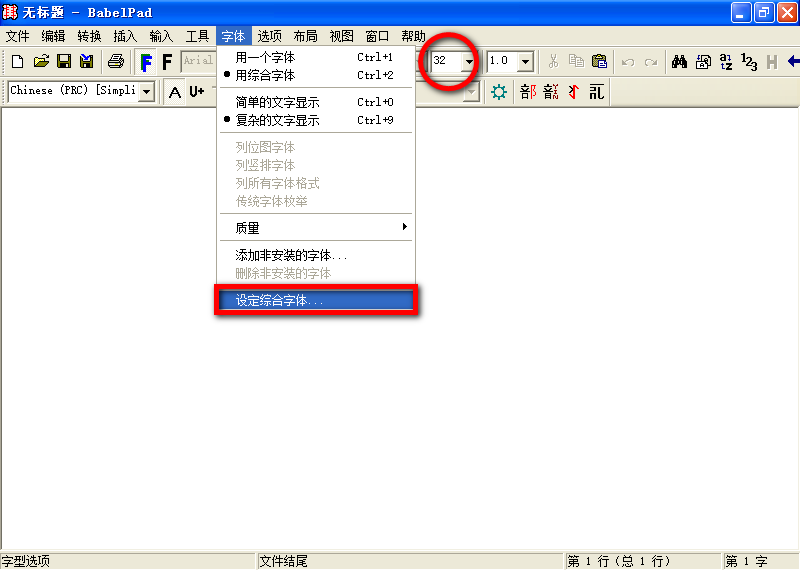 无标题 - BabelPad
文件 编辑 转换 插入 输入 工具 字体 选项 布局 视图 窗口 帮助
F F Arial 32 1.0 H
Chinese (PRC) [Simpli A U+ 部
用一个字体 Ctrl+1
用综合字体 Ctrl+2
简单的文字显示 Ctrl+0
复杂的文字显示 Ctrl+9
列位图字体
列竖排字体
列所有字体格式
传统字体枚举
质量
添加非安装的字体...
删除非安装的字体
设定综合字体...
字型选项 文件结尾 第 1 行（总 1 行） 第 1 字